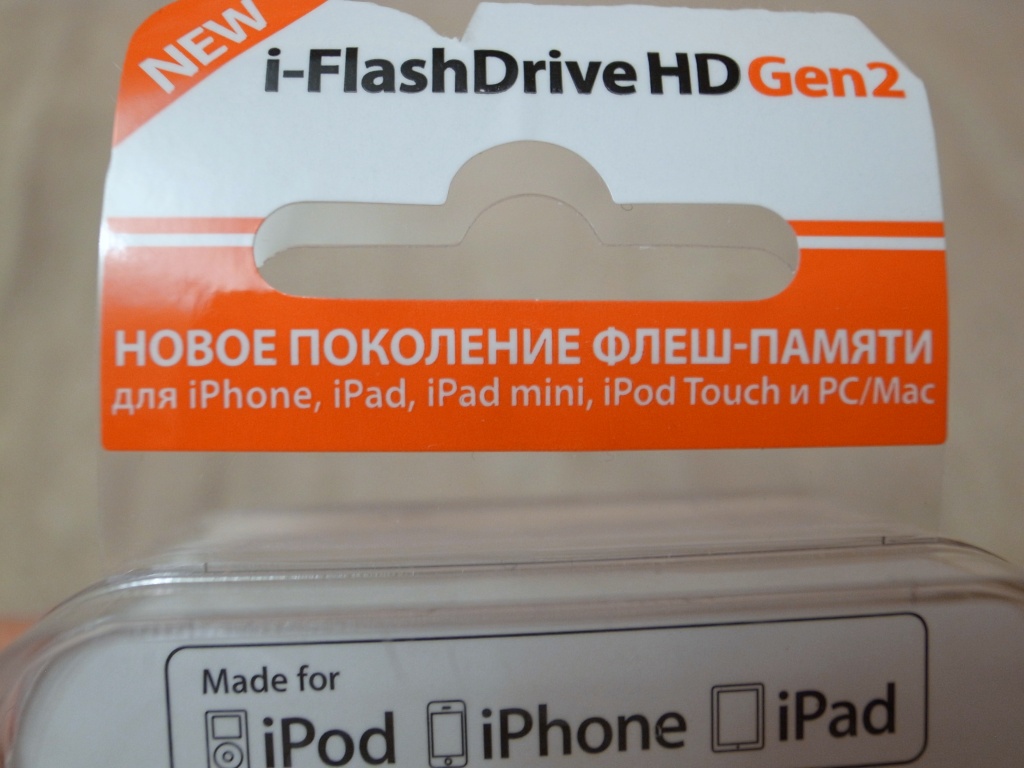 NEW
i-FlashDrive HD Gen2
НОВОЕ ПОКОЛЕНИЕ ФЛЕШ-ПАМЯТИ
для iPhone, iPad, iPad mini, iPod Touch и PC/Mac
Made for
iPod iPhone iPad